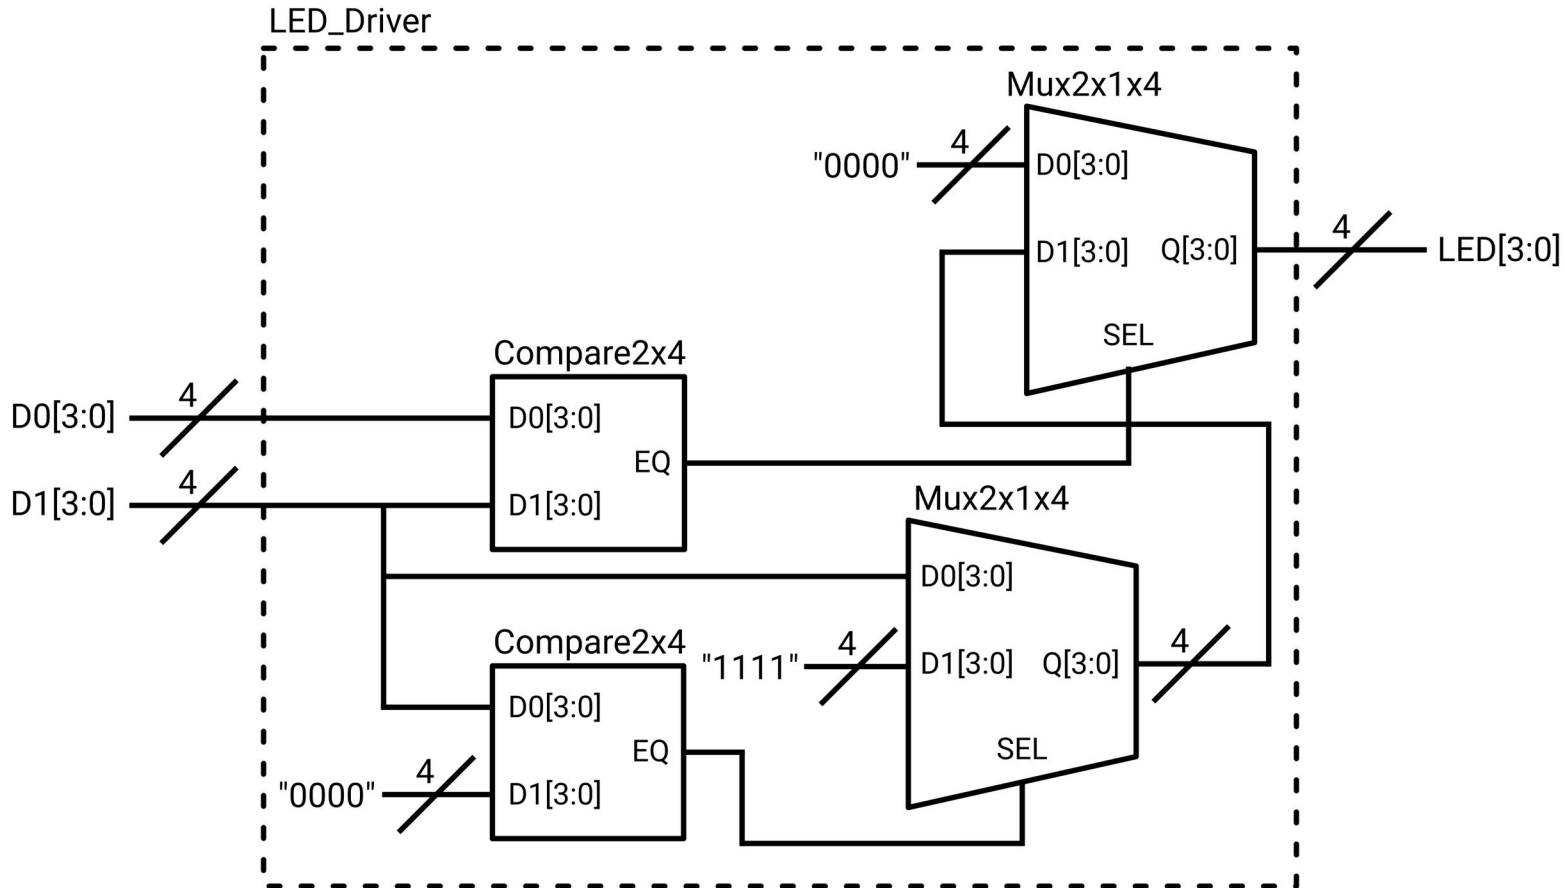 LED_Driver
Mux2x1x4
"0000"
4
D0[3:0]
D1[3:0]
Q[3:0]
SEL
4
LED[3:0]
Compare2x4
D0[3:0]
4
D0[3:0]
EQ
D1[3:0]
4
D1[3:0]
Mux2x1x4
D0[3:0]
"1111"
4
D1[3:0]
Q[3:0]
4
SEL
Compare2x4
D0[3:0]
EQ
"0000"
4
D1[3:0]